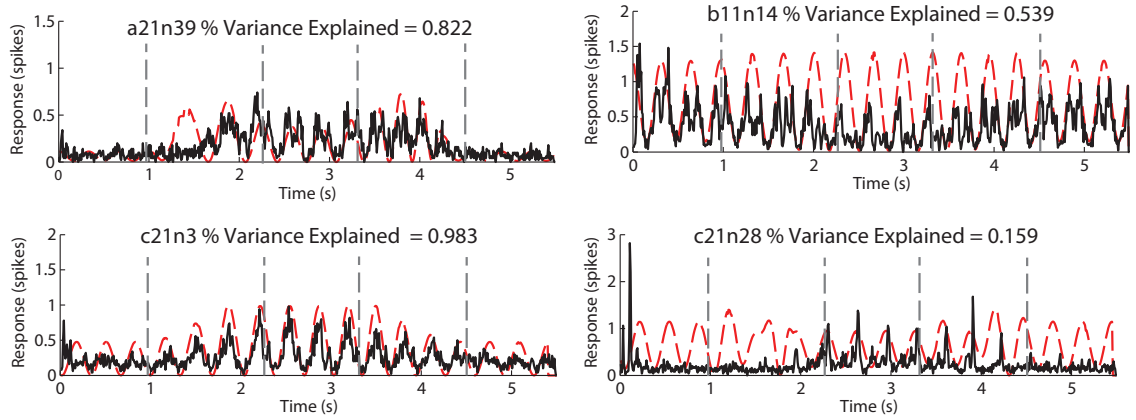 a21n39 % Variance Explained = 0.822
Response (spikes)
1.5
1
0.5
0
0 1 2 3 4 5
Time (s)
b11n14 % Variance Explained = 0.539
Response (spikes)
2
1.5
1
0.5
0
0 1 2 3 4 5
Time (s)
c21n3 % Variance Explained = 0.983
Response (spikes)
2
1.5
1
0.5
0
0 1 2 3 4 5
Time (s)
c21n28 % Variance Explained = 0.159
Response (spikes)
3
2
1
0
0 1 2 3 4 5
Time (s)